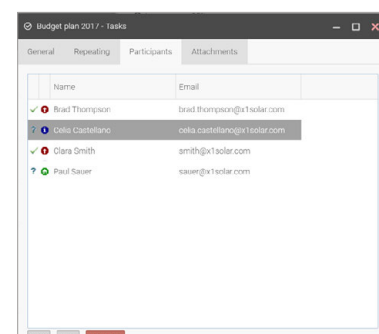 Budget plan 2017 - Tasks
General Repeating Participants Attachments
Name Email
Brad Thompson brad.thompson@x1solar.com
? Celia Castellano celia.castellano@x1solar.com
Clara Smith smith@x1solar.com
? Paul Sauer sauer@x1solar.com